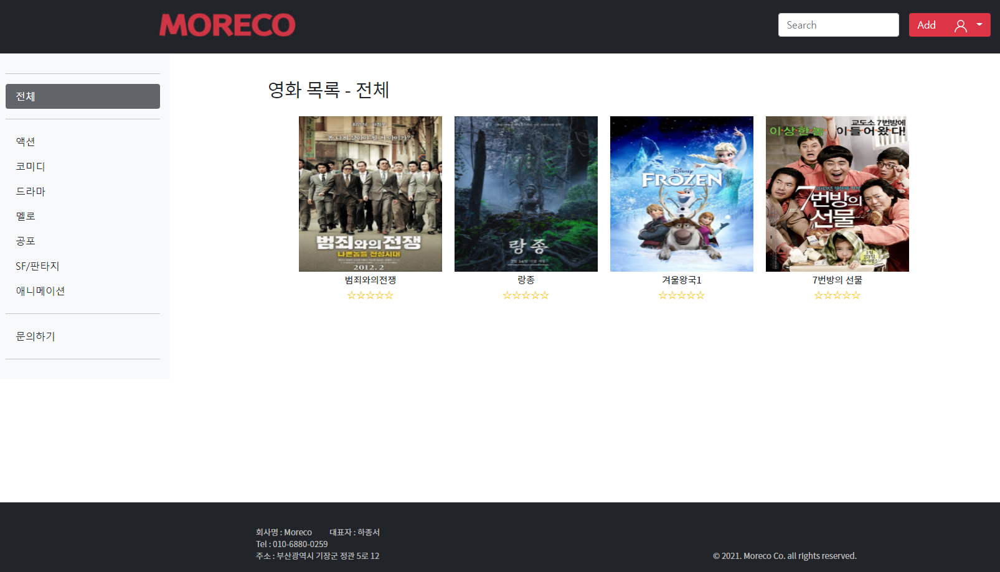 MORECO
Search
Add
전체
액션
코미디
드라마
멜로
공포
SF/판타지
애니메이션
문의하기
영화 목록 - 전체
범죄와의전쟁
나쁜놈들 전성시대
2012. 2
범죄와의전쟁
☆☆☆☆☆
랑종
랑종
☆☆☆☆☆
Disney
FROZEN
겨울왕국1
☆☆☆☆☆
교도소 7번방에
이상한 놈 이 들어왔다!
7번방의
선물
1월
23일
7번방의 선물
☆☆☆☆☆
회사명 : Moreco 대표자 : 하종서
Tel : 010-6880-0259
주소 : 부산광역시 기장군 정관 5로 12
© 2021. Moreco Co. all rights reserved.